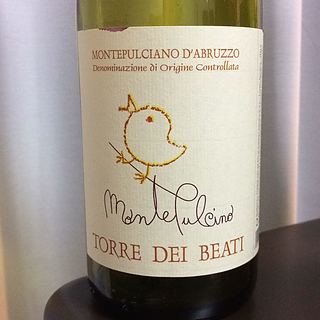 MONTEPULCIANO D'ABRUZZO
Denominazione di Origine Controllata
MontePulcino
TORRE DEI BEATI